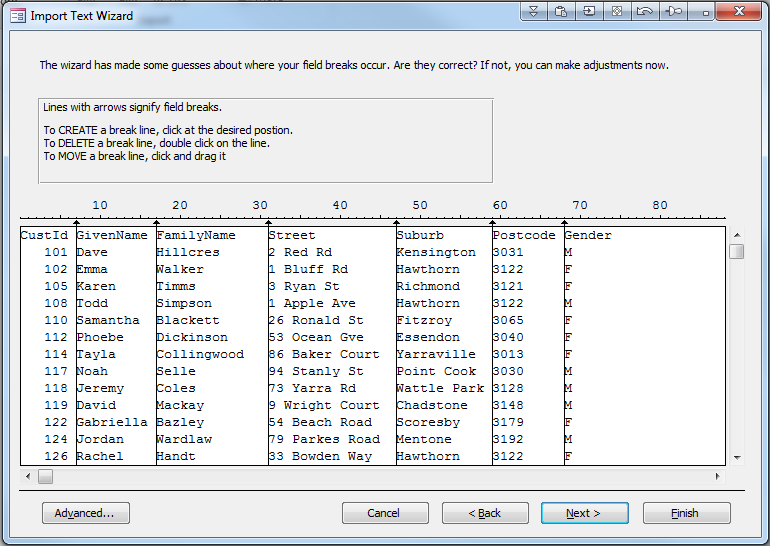 Import Text Wizard
The wizard has made some guesses about where your field breaks occur. Are they correct? If not, you can make adjustments now.
Lines with arrows signify field breaks.
To CREATE a break line, click at the desired postion.
To DELETE a break line, double click on the line.
To MOVE a break line, click and drag it
10 20 30 40 50 60 70 80
CustId GivenName FamilyName Street Suburb Postcode Gender
101 Dave Hillcres 2 Red Rd Kensington 3031 M
102 Emma Walker 1 Bluff Rd Hawthorn 3122 F
105 Karen Timms 3 Ryan St Richmond 3121 F
108 Todd Simpson 1 Apple Ave Hawthorn 3122 M
110 Samantha Blackett 26 Ronald St Fitzroy 3065 F
112 Phoebe Dickinson 53 Ocean Gve Essendon 3040 F
114 Tayla Collingwood 86 Baker Court Yarraville 3013 F
117 Noah Selle 94 Stanly St Point Cook 3030 M
118 Jeremy Coles 73 Yarra Rd Wattle Park 3128 M
119 David Mackay 9 Wright Court Chadstone 3148 M
122 Gabriella Bazley 54 Beach Road Scoresby 3179 F
124 Jordan Wardlaw 79 Parkes Road Mentone 3192 M
126 Rachel Handt 33 Bowden Way Hawthorn 3122 F
Advanced... Cancel < Back Next > Finish